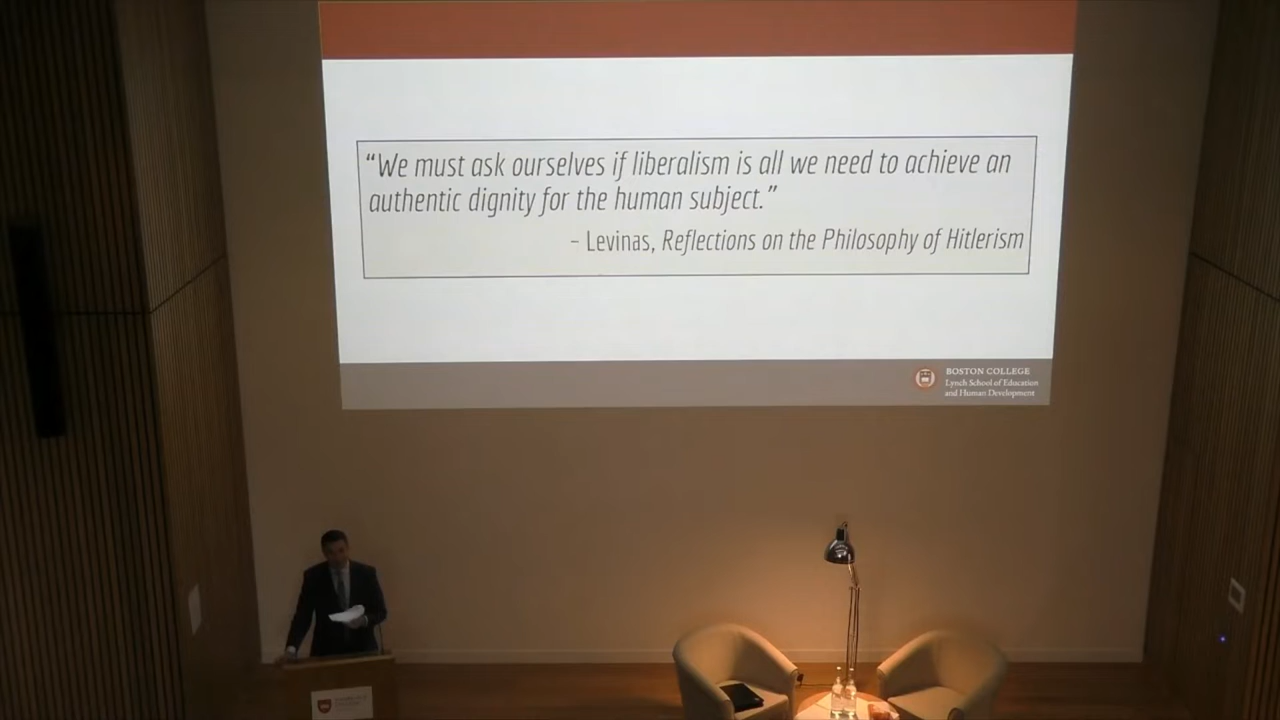 “We must ask ourselves if liberalism is all we need to achieve an
authentic dignity for the human subject.”
– Levinas, Reflections on the Philosophy of Hitlerism
BOSTON COLLEGE
Lynch School of Education
and Human Development